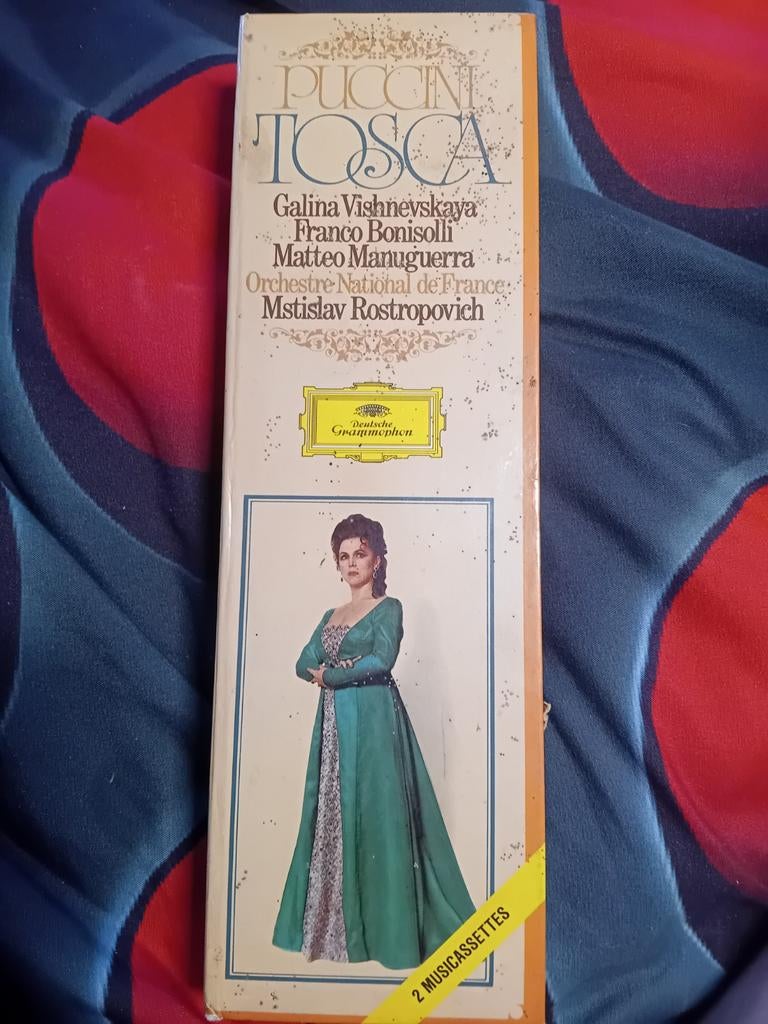 PUCCINI
TOSCA
Galina Vishnevskaya
Franco Bonisolli
Matteo Manuguerra
Orchestre National de France
Mstislav Rostropovich
Deutsche
Grammophon
2 MUSICASSETTES